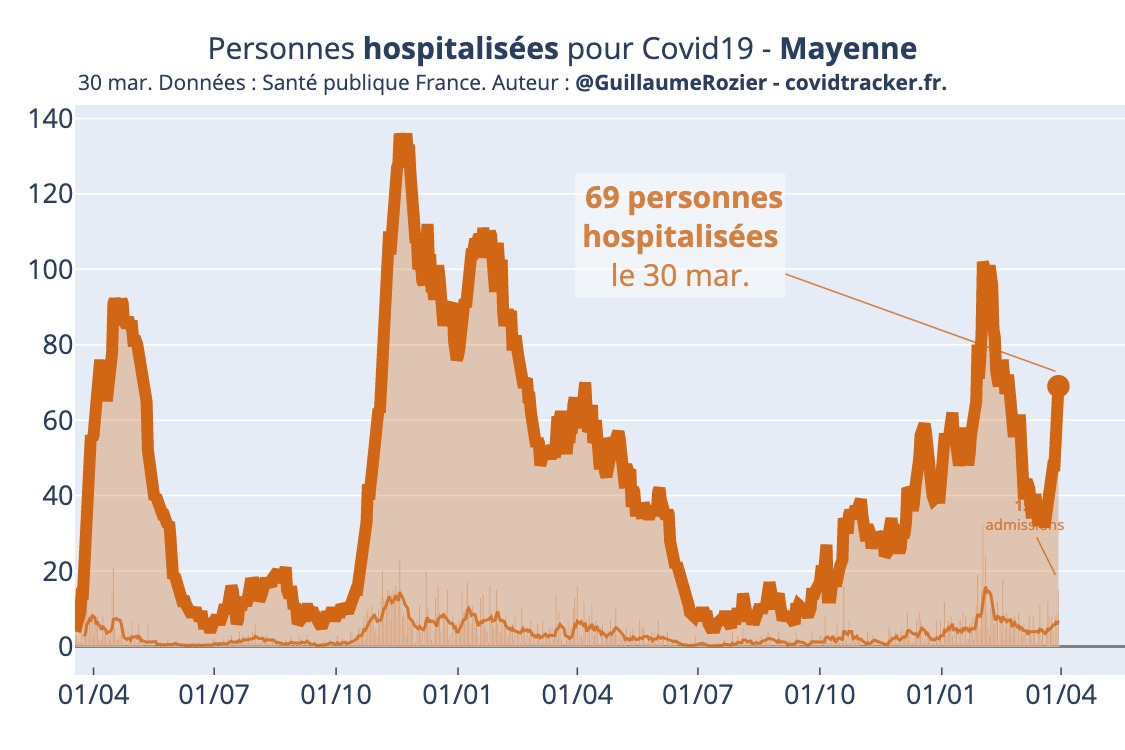 Personnes hospitalisées pour Covid19 - Mayenne
30 mar. Données : Santé publique France. Auteur : @GuillaumeRozier - covidtracker.fr.
140
120
100
80
60
40
20
0
69 personnes
hospitalisées
le 30 mar.
admissions
01/04
01/07
01/10
01/01
01/04
01/07
01/10
01/01
01/04